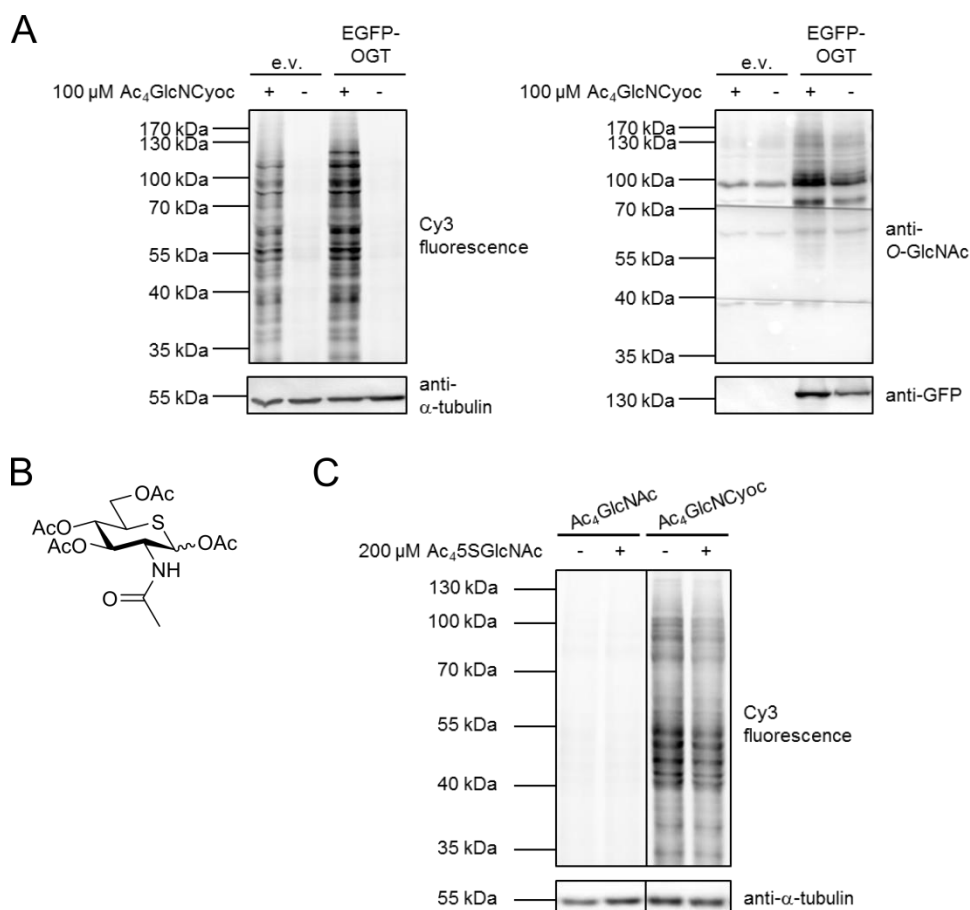 A
e.v.
EGFP-
OGT
100 µM Ac₄GlcNCyoc
+ - + -
170 kDa
130 kDa
100 kDa
70 kDa
55 kDa
40 kDa
35 kDa
Cy3
fluorescence
55 kDa
anti-
α-tubulin
e.v.
EGFP-
OGT
100 µM Ac₄GlcNCyoc
+ - + -
170 kDa
130 kDa
100 kDa
70 kDa
55 kDa
40 kDa
35 kDa
anti-
O-GlcNAc
130 kDa
anti-GFP
B
OAc
AcO
AcO
S
OAc
NH
O
C
Ac₄GlcNAc
Ac₄GlcNCyoc
200 µM Ac₄5SGlcNAc
- + - +
130 kDa
100 kDa
70 kDa
55 kDa
40 kDa
35 kDa
Cy3
fluorescence
55 kDa
anti-α-tubulin